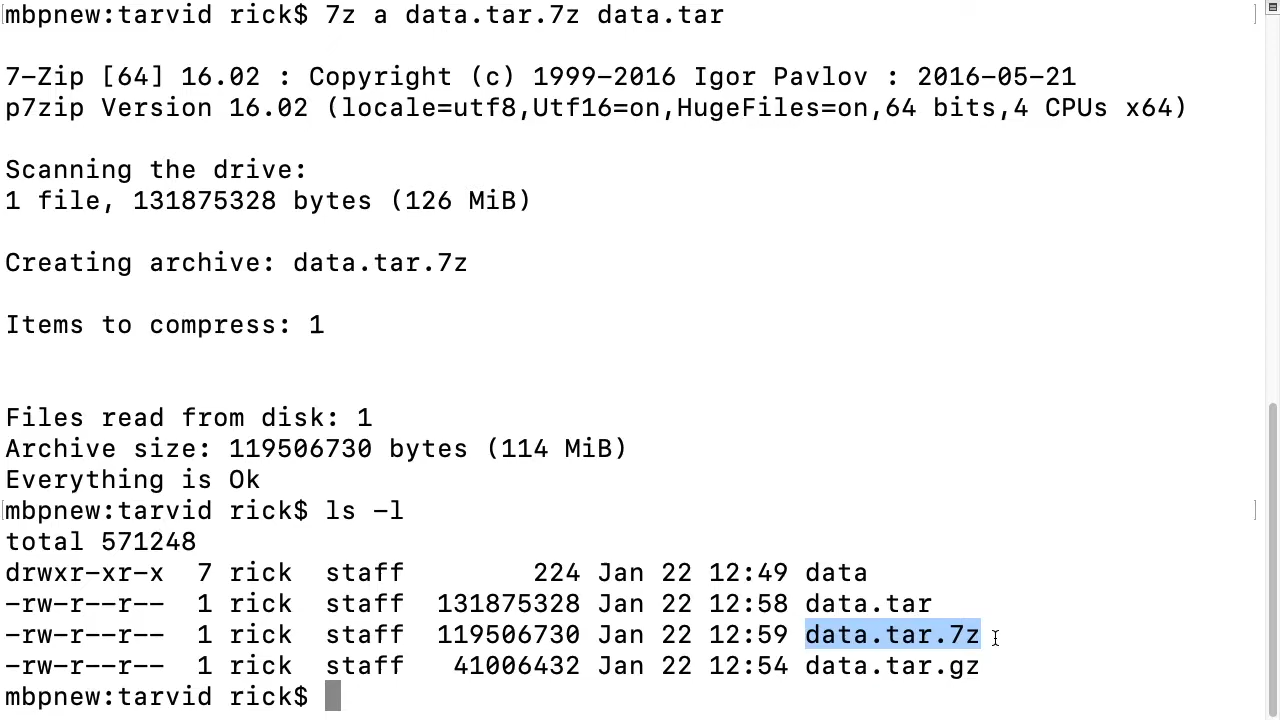 mbpnew:tarvid rick$ 7z a data.tar.7z data.tar
7-Zip [64] 16.02 : Copyright (c) 1999-2016 Igor Pavlov : 2016-05-21
p7zip Version 16.02 (locale=utf8,Utf16=on,HugeFiles=on,64 bits,4 CPUs x64)
Scanning the drive:
1 file, 131875328 bytes (126 MiB)
Creating archive: data.tar.7z
Items to compress: 1
Files read from disk: 1
Archive size: 119506730 bytes (114 MiB)
Everything is Ok
mbpnew:tarvid rick$ ls -l
total 571248
drwxr-xr-x  7 rick  staff        224 Jan 22 12:49 data
-rw-r--r--  1 rick  staff  131875328 Jan 22 12:58 data.tar
-rw-r--r--  1 rick  staff  119506730 Jan 22 12:59 data.tar.7z
-rw-r--r--  1 rick  staff   41006432 Jan 22 12:54 data.tar.gz
mbpnew:tarvid rick$